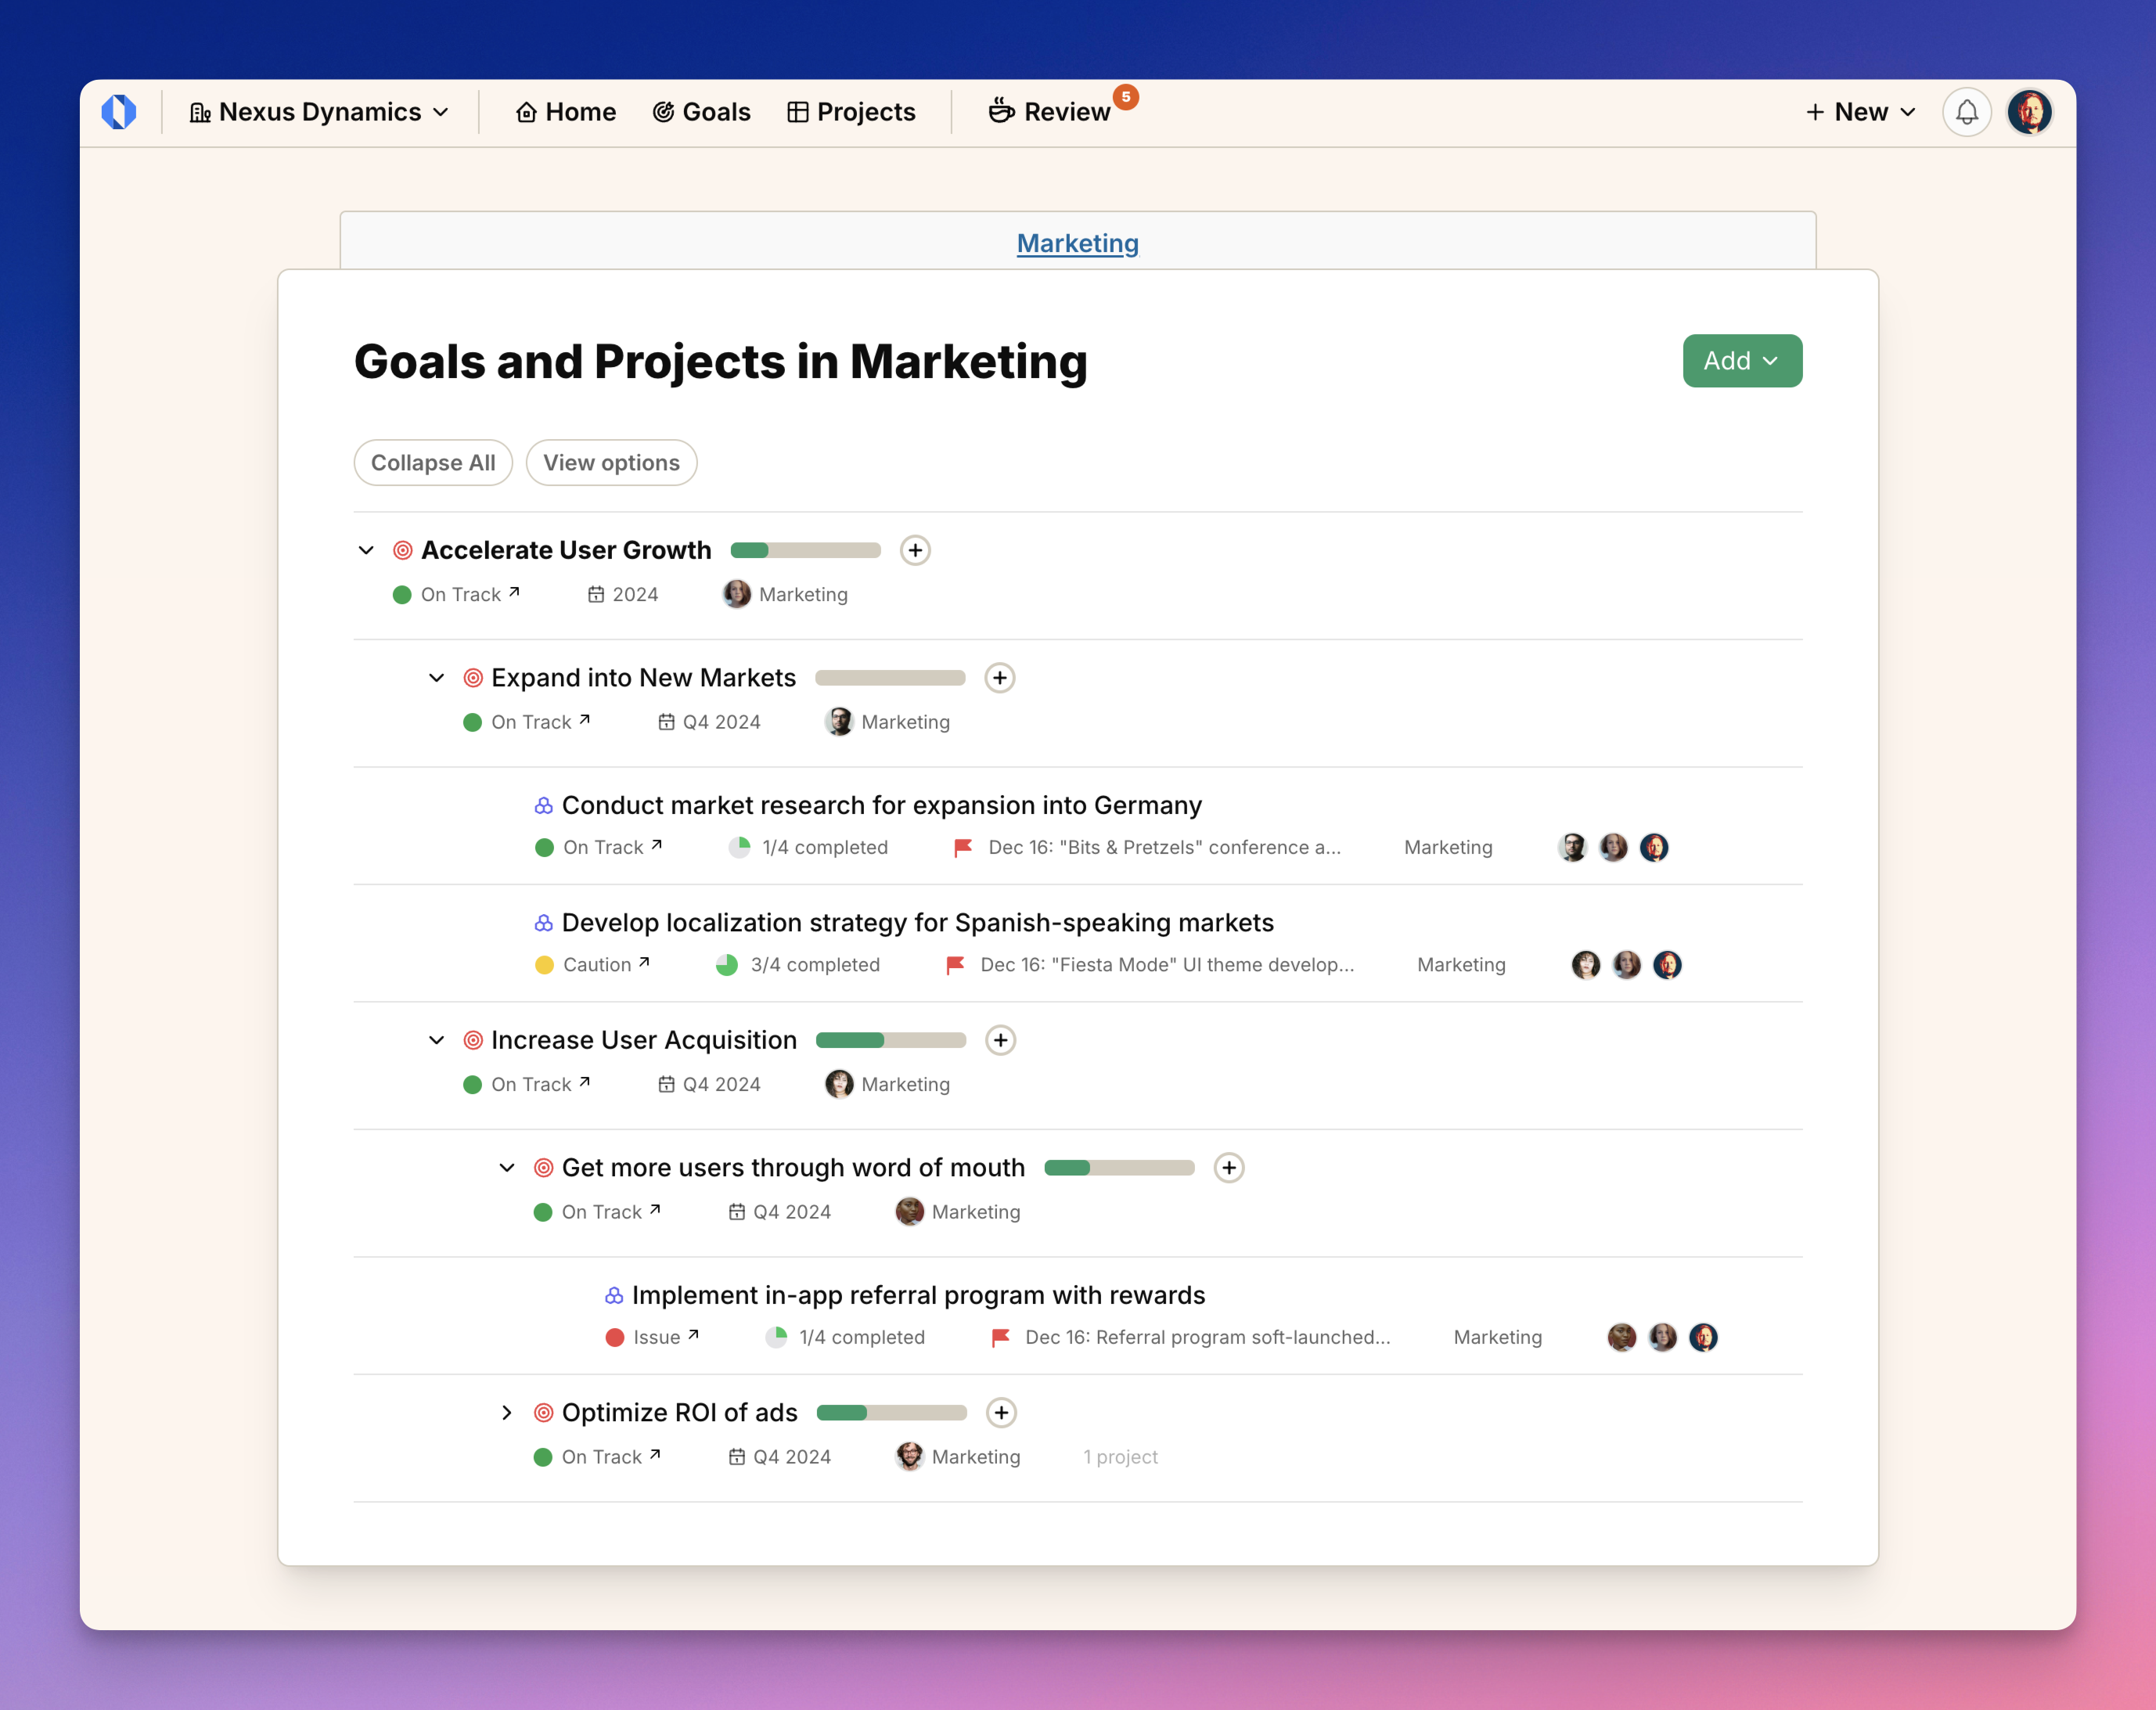 Nexus Dynamics Home Goals Projects Review 5 + New
Marketing
Goals and Projects in Marketing Add
Collapse All View options
Accelerate User Growth
On Track 2024 Marketing
Expand into New Markets
On Track Q4 2024 Marketing
Conduct market research for expansion into Germany
On Track 1/4 completed Dec 16: "Bits & Pretzels" conference a... Marketing
Develop localization strategy for Spanish-speaking markets
Caution 3/4 completed Dec 16: "Fiesta Mode" UI theme develop... Marketing
Increase User Acquisition
On Track Q4 2024 Marketing
Get more users through word of mouth
On Track Q4 2024 Marketing
Implement in-app referral program with rewards
Issue 1/4 completed Dec 16: Referral program soft-launched... Marketing
Optimize ROI of ads
On Track Q4 2024 Marketing 1 project